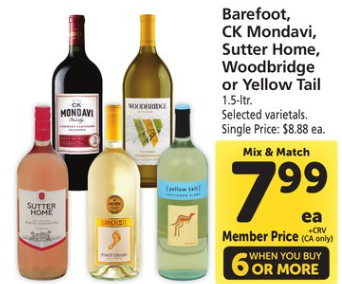 Barefoot,
CK Mondavi,
Sutter Home,
Woodbridge
or Yellow Tail
1.5-ltr.
Selected varietals.
Single Price: $8.88 ea.
Mix & Match
7.99
ea
+CRV
Member Price (CA only)
6 WHEN YOU BUY
OR MORE
CK
MONDAVI
WOODBRIDGE
SUTTER
HOME
BAREFOOT
[yellow tail]